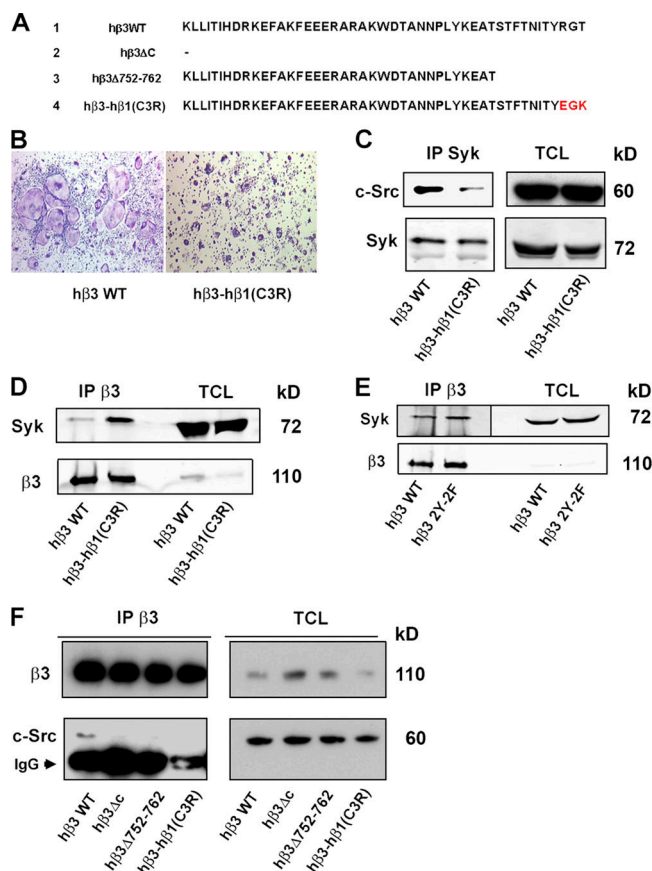 A
1 hβ3WT KLLITIHDRKEFAKFEEERARAKWDTANNPLYKEATSTFTNITYRGT
2 hβ3ΔC -
3 hβ3Δ752-762 KLLITIHDRKEFAKFEEERARAKWDTANNPLYKEAT
4 hβ3-hβ1(C3R) KLLITIHDRKEFAKFEEERARAKWDTANNPLYKEATSTFTNITYEGK
B
hβ3 WT hβ3-hβ1(C3R)
C
IP Syk TCL kD
c-Src 60
Syk 72
hβ3 WT hβ3-hβ1(C3R) hβ3 WT hβ3-hβ1(C3R)
D
IP β3 TCL kD
Syk 72
β3 110
hβ3 WT hβ3-hβ1(C3R) hβ3 WT hβ3-hβ1(C3R)
E
IP β3 TCL kD
Syk 72
β3 110
hβ3 WT hβ3 2Y-2F hβ3 WT hβ3 2Y-2F
F
IP β3 TCL kD
β3 110
c-Src 60
IgG
hβ3 WT hβ3Δc hβ3Δ752-762 hβ3-hβ1(C3R) hβ3 WT hβ3Δc hβ3Δ752-762 hβ3-hβ1(C3R)